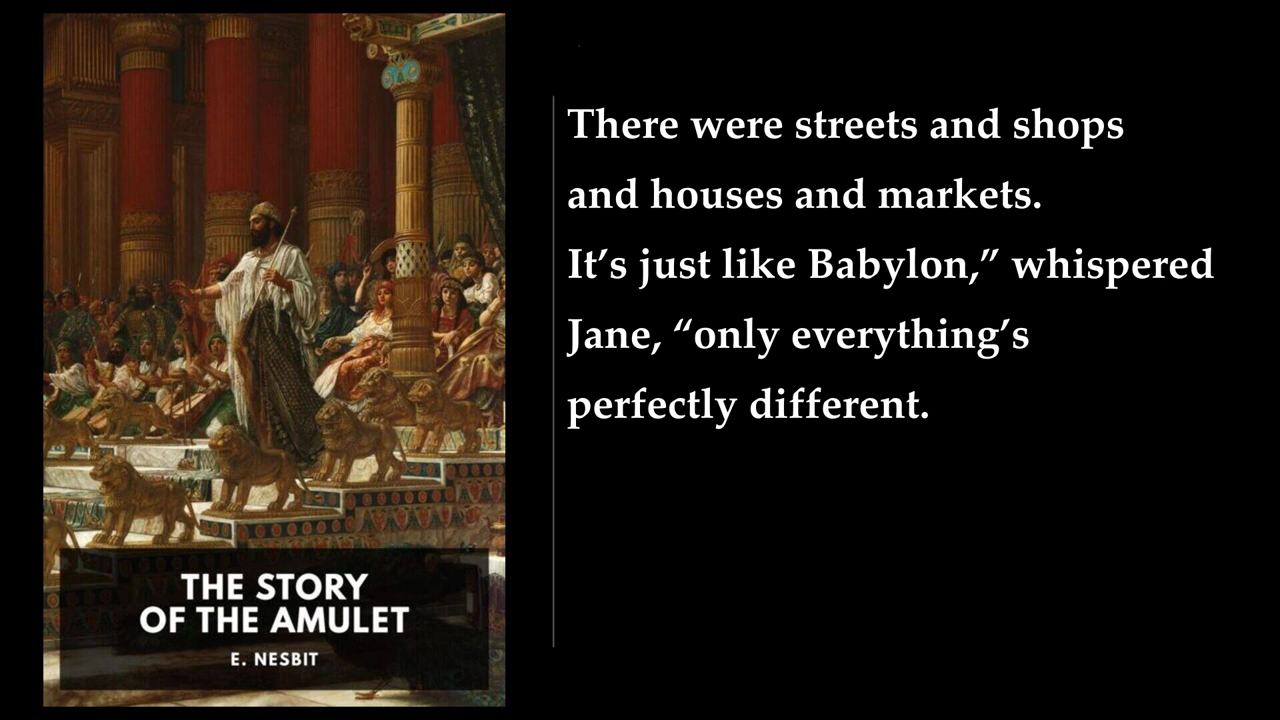 THE STORY
OF THE AMULET
E. NESBIT
There were streets and shops
and houses and markets.
It’s just like Babylon,” whispered
Jane, “only everything’s
perfectly different.